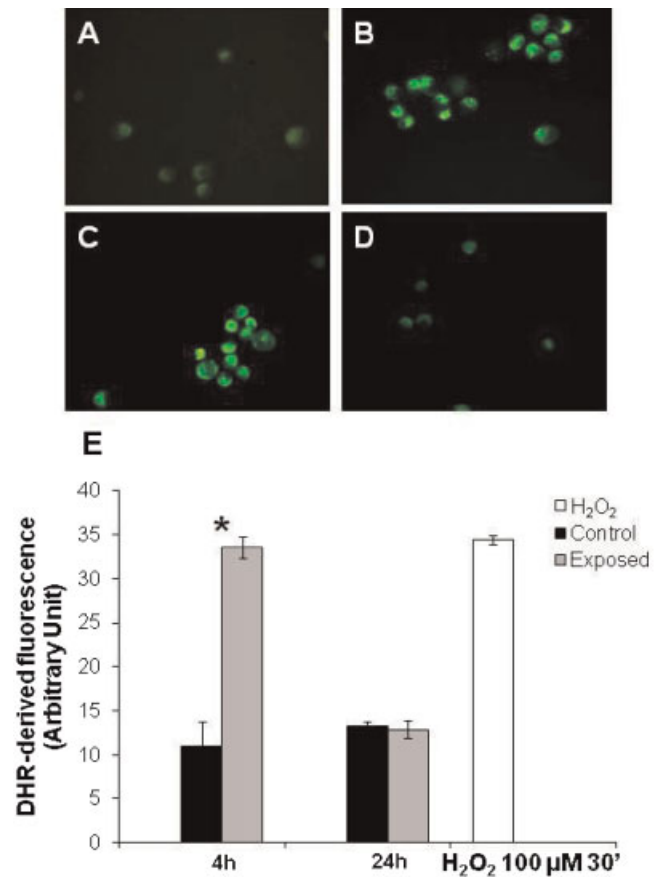 A
B
C
D
E
DHR-derived fluorescence
(Arbitrary Unit)
40
35
30
25
20
15
10
5
0
*
H₂O₂
Control
Exposed
4h
24h
H₂O₂ 100 µM 30’